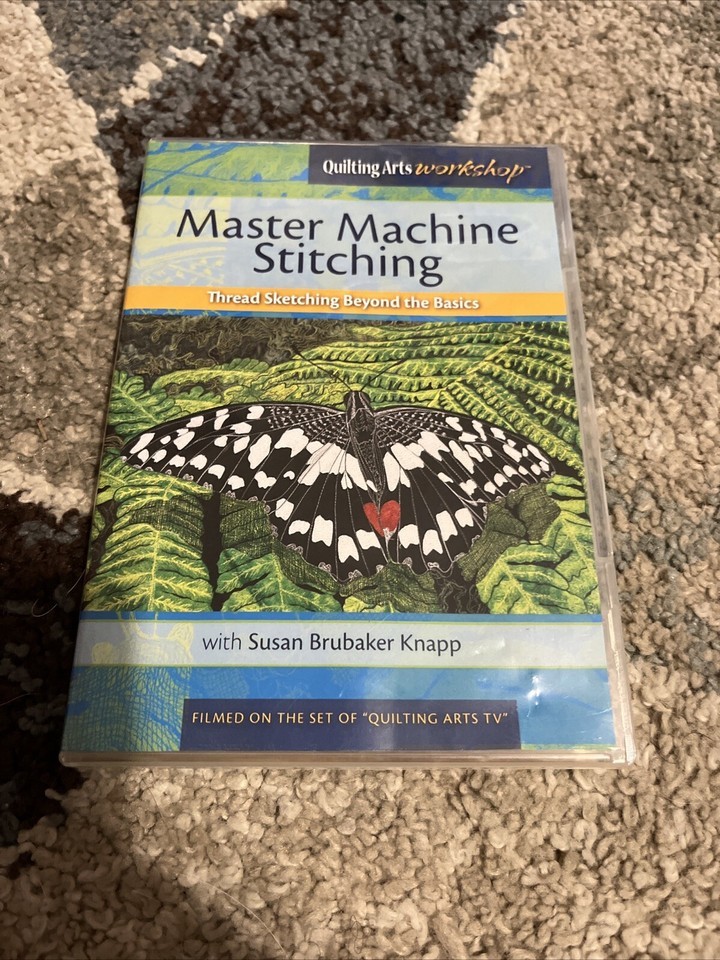 Quilting Arts workshop™
Master Machine
Stitching
Thread Sketching Beyond the Basics
with Susan Brubaker Knapp
FILMED ON THE SET OF "QUILTING ARTS TV"